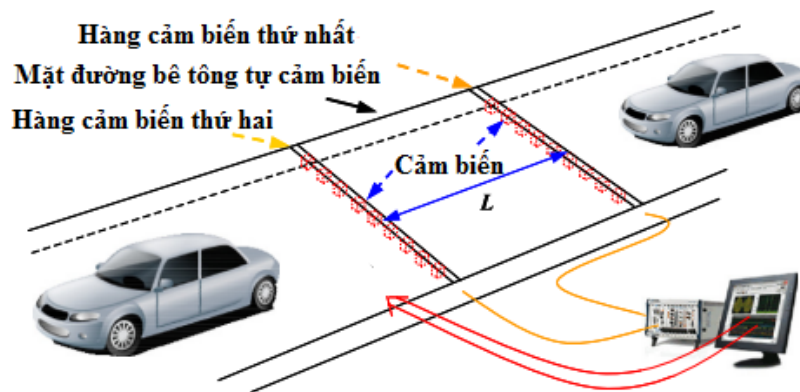 Hàng cảm biến thứ nhất
Mặt đường bê tông tự cảm biến
Hàng cảm biến thứ hai
Cảm biến
L